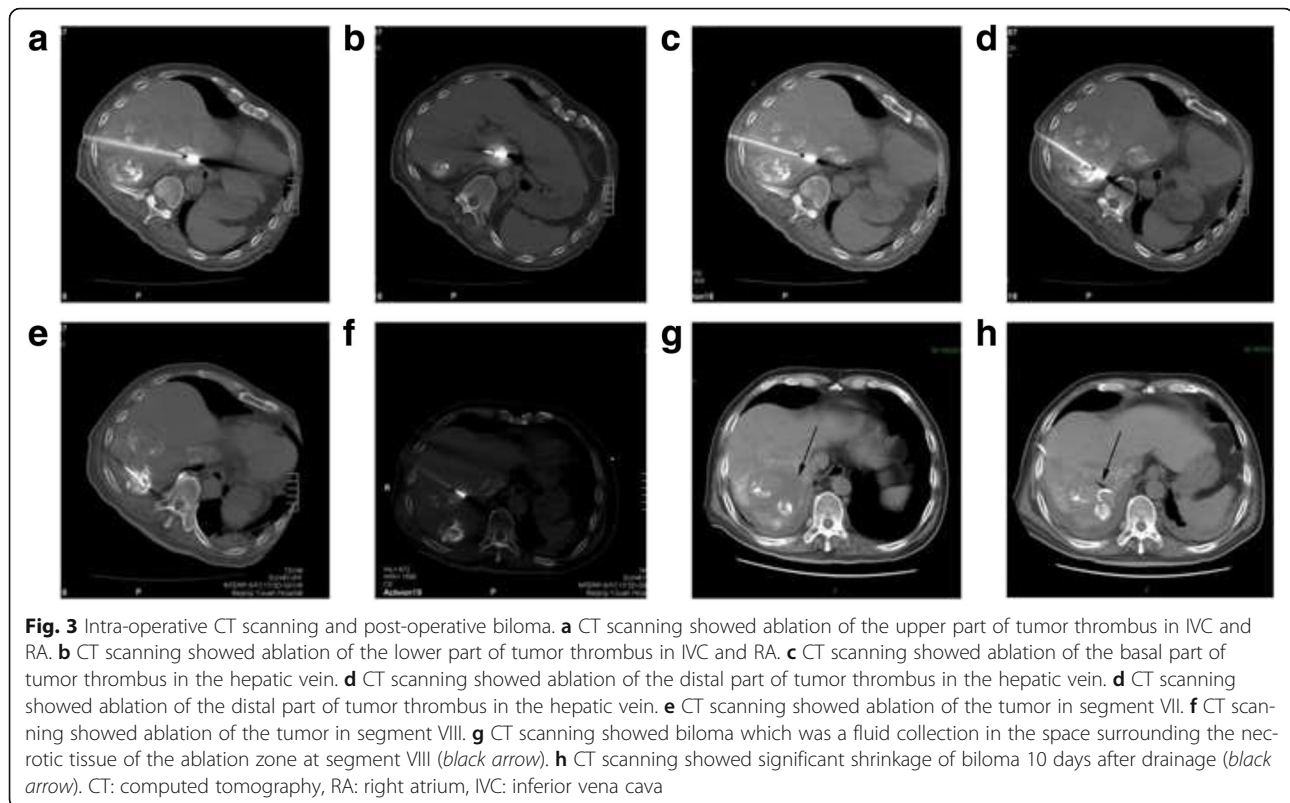 a
b
c
d
e
f
g
h
P
P
P
P
P
R
P
Fig. 3 Intra-operative CT scanning and post-operative biloma. a CT scanning showed ablation of the upper part of tumor thrombus in IVC and
RA. b CT scanning showed ablation of the lower part of tumor thrombus in IVC and RA. c CT scanning showed ablation of the basal part of
tumor thrombus in the hepatic vein. d CT scanning showed ablation of the distal part of tumor thrombus in the hepatic vein. d CT scanning
showed ablation of the distal part of tumor thrombus in the hepatic vein. e CT scanning showed ablation of the tumor in segment VII. f CT scan-
ning showed ablation of the tumor in segment VIII. g CT scanning showed biloma which was a fluid collection in the space surrounding the nec-
rotic tissue of the ablation zone at segment VIII (black arrow). h CT scanning showed significant shrinkage of biloma 10 days after drainage (black
arrow). CT: computed tomography, RA: right atrium, IVC: inferior vena cava